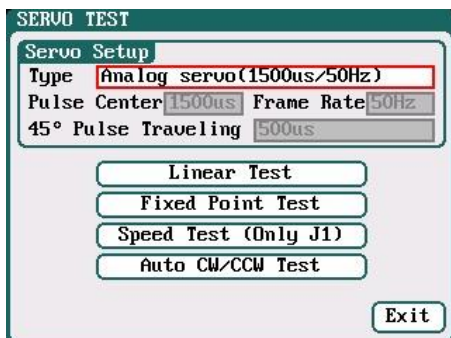 SERVO TEST
Servo Setup
Type Analog servo(1500us/50Hz)
Pulse Center 1500us Frame Rate 50Hz
45° Pulse Traveling 500us
Linear Test
Fixed Point Test
Speed Test (Only J1)
Auto CW/CCW Test
Exit